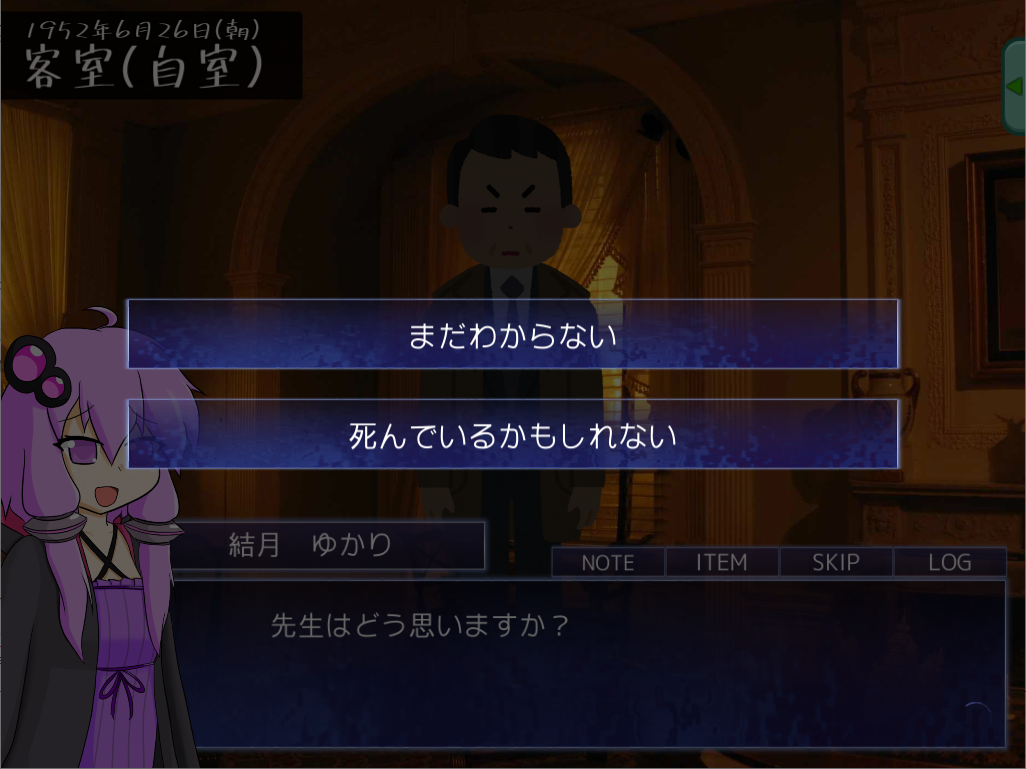 1952年6月26日(朝)
客室(自室)
まだわからない
死んでいるかもしれない
結月　ゆかり
NOTE
ITEM
SKIP
LOG
先生はどう思いますか？